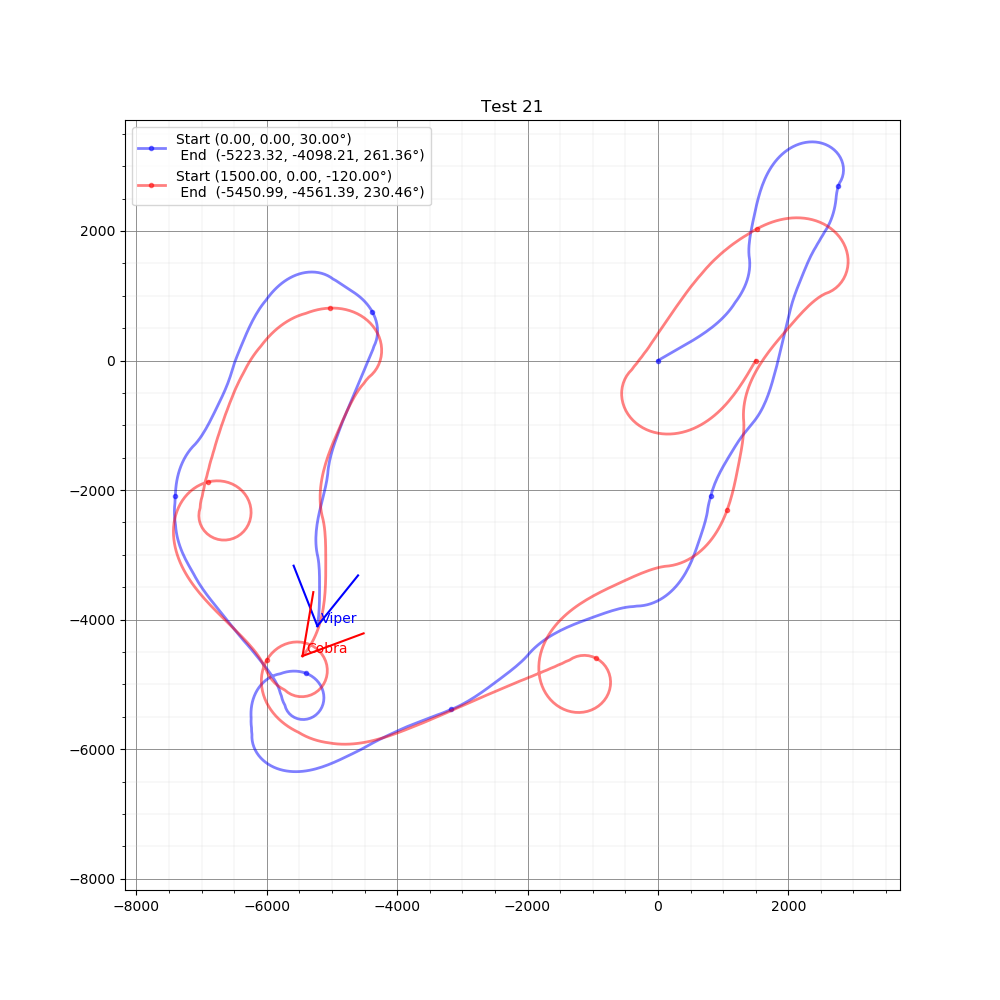 Test 21
Start (0.00, 0.00, 30.00°)
End (-5223.32, -4098.21, 261.36°)
Start (1500.00, 0.00, -120.00°)
End (-5450.99, -4561.39, 230.46°)
2000
0
−2000
−4000
−6000
−8000
Viper
Cobra
−8000 −6000 −4000 −2000 0 2000